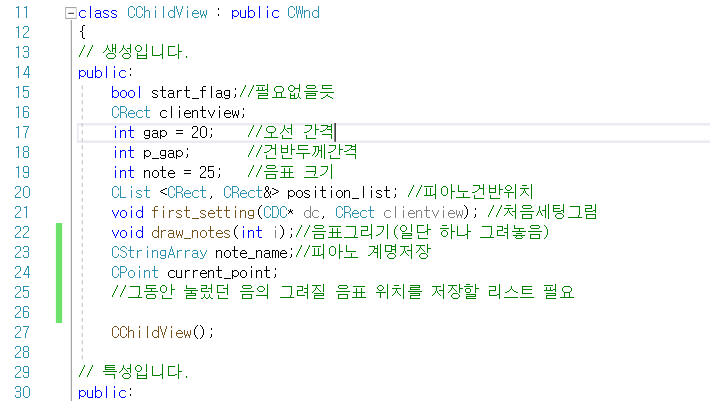 11 class CChildView : public CWnd
12 {
13 // 생성입니다.
14 public:
15 bool start_flag;//필요없을듯
16 CRect clientview;
17 int gap = 20; //오선 간격
18 int p_gap; //건반두께간격
19 int note = 25; //음표 크기
20 CList <CRect, CRect&> position_list; //피아노건반위치
21 void first_setting(CDC* dc, CRect clientview); //처음세팅그림
22 void draw_notes(int i);//음표그리기(일단 하나 그려놓음)
23 CStringArray note_name;//피아노 계명저장
24 CPoint current_point;
25 //그동안 눌렀던 음의 그려질 음표 위치를 저장할 리스트 필요
26
27 CChildView();
28
29 // 특성입니다.
30 public: